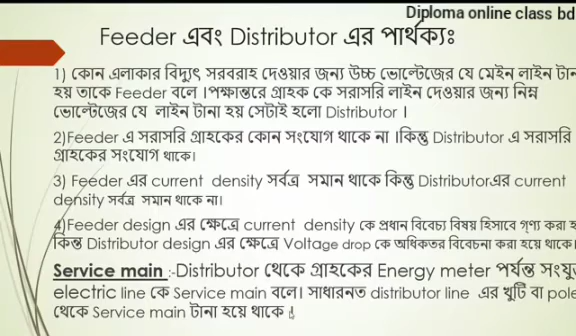 Diploma online class bd
Feeder এবং Distributor এর পার্থক্যঃ
1) কোন এলাকার বিদ্যুৎ সরবরাহ দেওয়ার জন্য উচ্চ ভোল্টেজের যে মেইন লাইন টান
হয় তাকে Feeder বলে ।পক্ষান্তরে গ্রাহক কে সরাসরি লাইন দেওয়ার জন্য নিম্ন
ভোল্টেজের যে লাইন টানা হয় সেটাই হলো Distributor ।
2)Feeder এ সরাসরি গ্রাহকের কোন সংযোগ থাকে না ।কিন্তু Distributor এ সরাসরি
গ্রাহকের সংযোগ থাকে।
3) Feeder এর current density সর্বত্র সমান থাকে কিন্তু Distributorএর current
density সর্বত্র সমান থাকে না।
4)Feeder design এর ক্ষেত্রে current density কে প্রধান বিবেচ্য বিষয় হিসাবে গ্ণ্য করা হ
কিন্তু Distributor design এর ক্ষেত্রে Voltage drop কে অধিকতর বিবেচনা করা হয়ে থাকে।
Service main :-Distributor থেকে গ্রাহকের Energy meter পর্যন্ত সংযু
electric line কে Service main বলে। সাধারনত distributor line এর খুটি বা pole
থেকে Service main টানা হয়ে থাকে ।